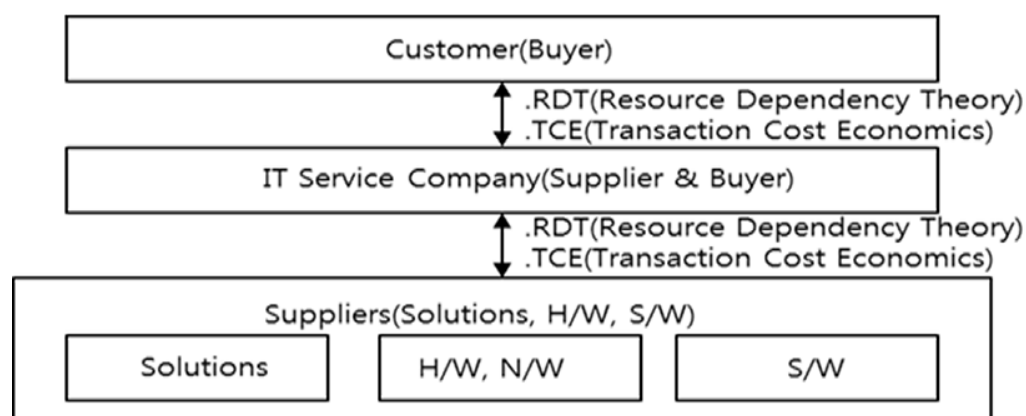 Customer(Buyer)
.RDT(Resource Dependency Theory)
.TCE(Transaction Cost Economics)
IT Service Company(Supplier & Buyer)
.RDT(Resource Dependency Theory)
.TCE(Transaction Cost Economics)
Suppliers(Solutions, H/W, S/W)
Solutions
H/W, N/W
S/W